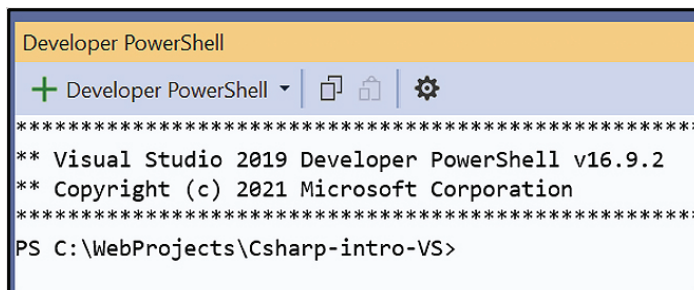 Developer PowerShell
Developer PowerShell
*****************************************************
** Visual Studio 2019 Developer PowerShell v16.9.2
** Copyright (c) 2021 Microsoft Corporation
*****************************************************
PS C:\WebProjects\Csharp-intro-VS>